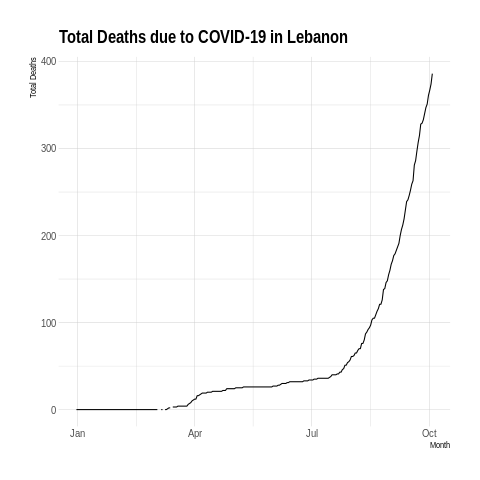 Total Deaths due to COVID-19 in Lebanon
Total Deaths
400
300
200
100
0
Jan Apr Jul Oct
Month